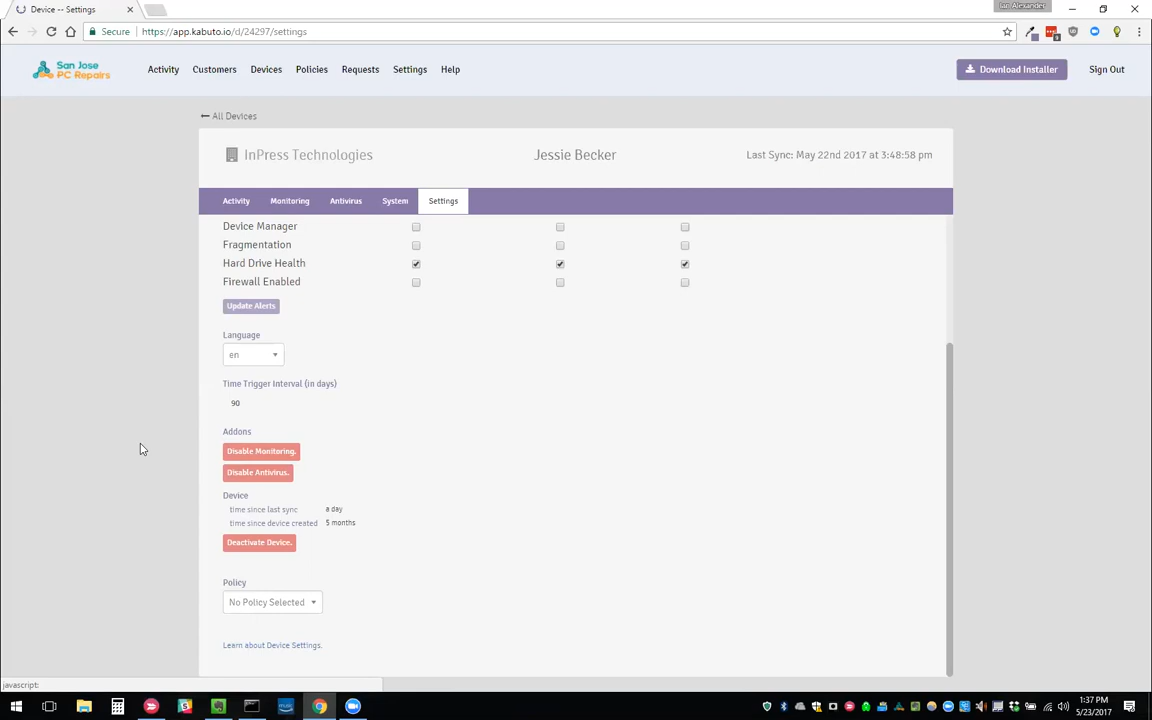 Device -- Settings
Ian Alexander
Secure
https://app.kabuto.io/d/24297/settings
San Jose
PC Repairs
Activity
Customers
Devices
Policies
Requests
Settings
Help
Download Installer
Sign Out
All Devices
InPress Technologies
Jessie Becker
Last Sync: May 22nd 2017 at 3:48:58 pm
Activity
Monitoring
Antivirus
System
Settings
Device Manager
Fragmentation
Hard Drive Health
Firewall Enabled
Update Alerts
Language
en
Time Trigger Interval (in days)
90
Addons
Disable Monitoring.
Disable Antivirus.
Device
time since last sync a day
time since device created 5 months
Deactivate Device.
Policy
No Policy Selected
Learn about Device Settings.
javascript:
music
1:37 PM
5/23/2017